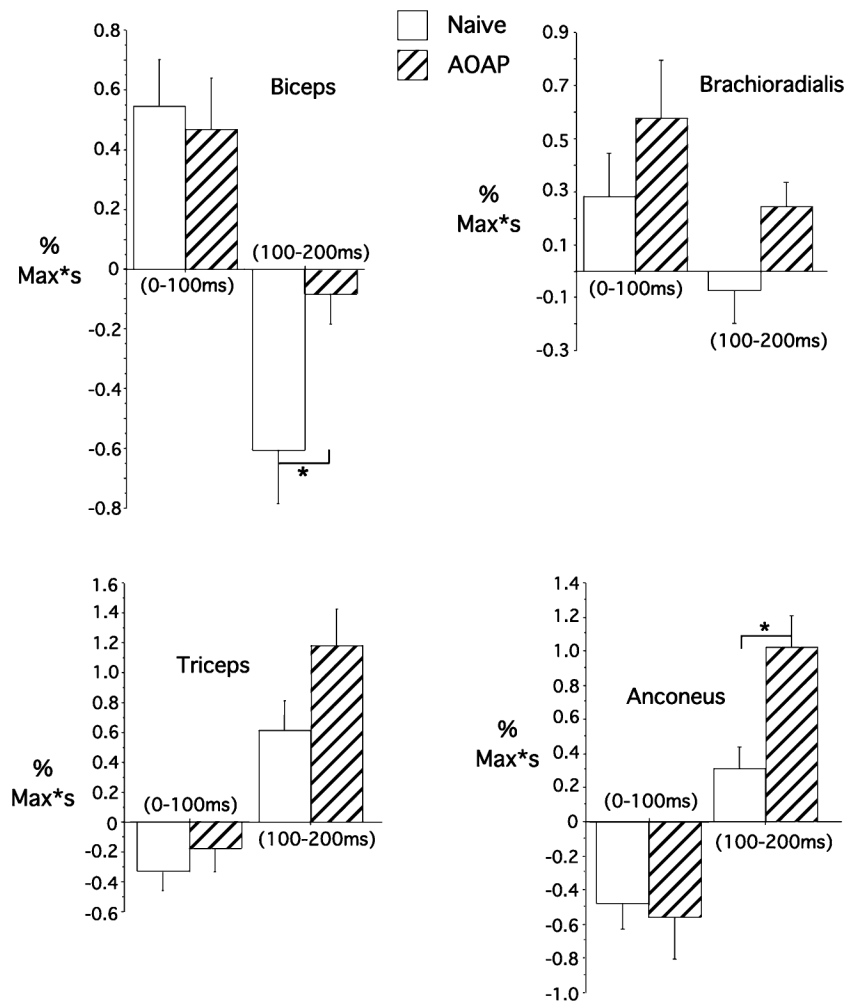 Naive
AOAP
Biceps
0.8
0.6
0.4
0.2
0
-0.2
-0.4
-0.6
-0.8
%
Max*s
(0-100ms)
(100-200ms)
*
Brachioradialis
0.9
0.7
0.5
0.3
0.1
-0.1
-0.3
%
Max*s
(0-100ms)
(100-200ms)
Triceps
1.6
1.4
1.2
1.0
0.8
0.6
0.4
0.2
0
-0.2
-0.4
-0.6
%
Max*s
(0-100ms)
(100-200ms)
Anconeus
1.4
1.2
1.0
0.8
0.6
0.4
0.2
0
-0.2
-0.4
-0.6
-0.8
-1.0
%
Max*s
(0-100ms)
(100-200ms)
*